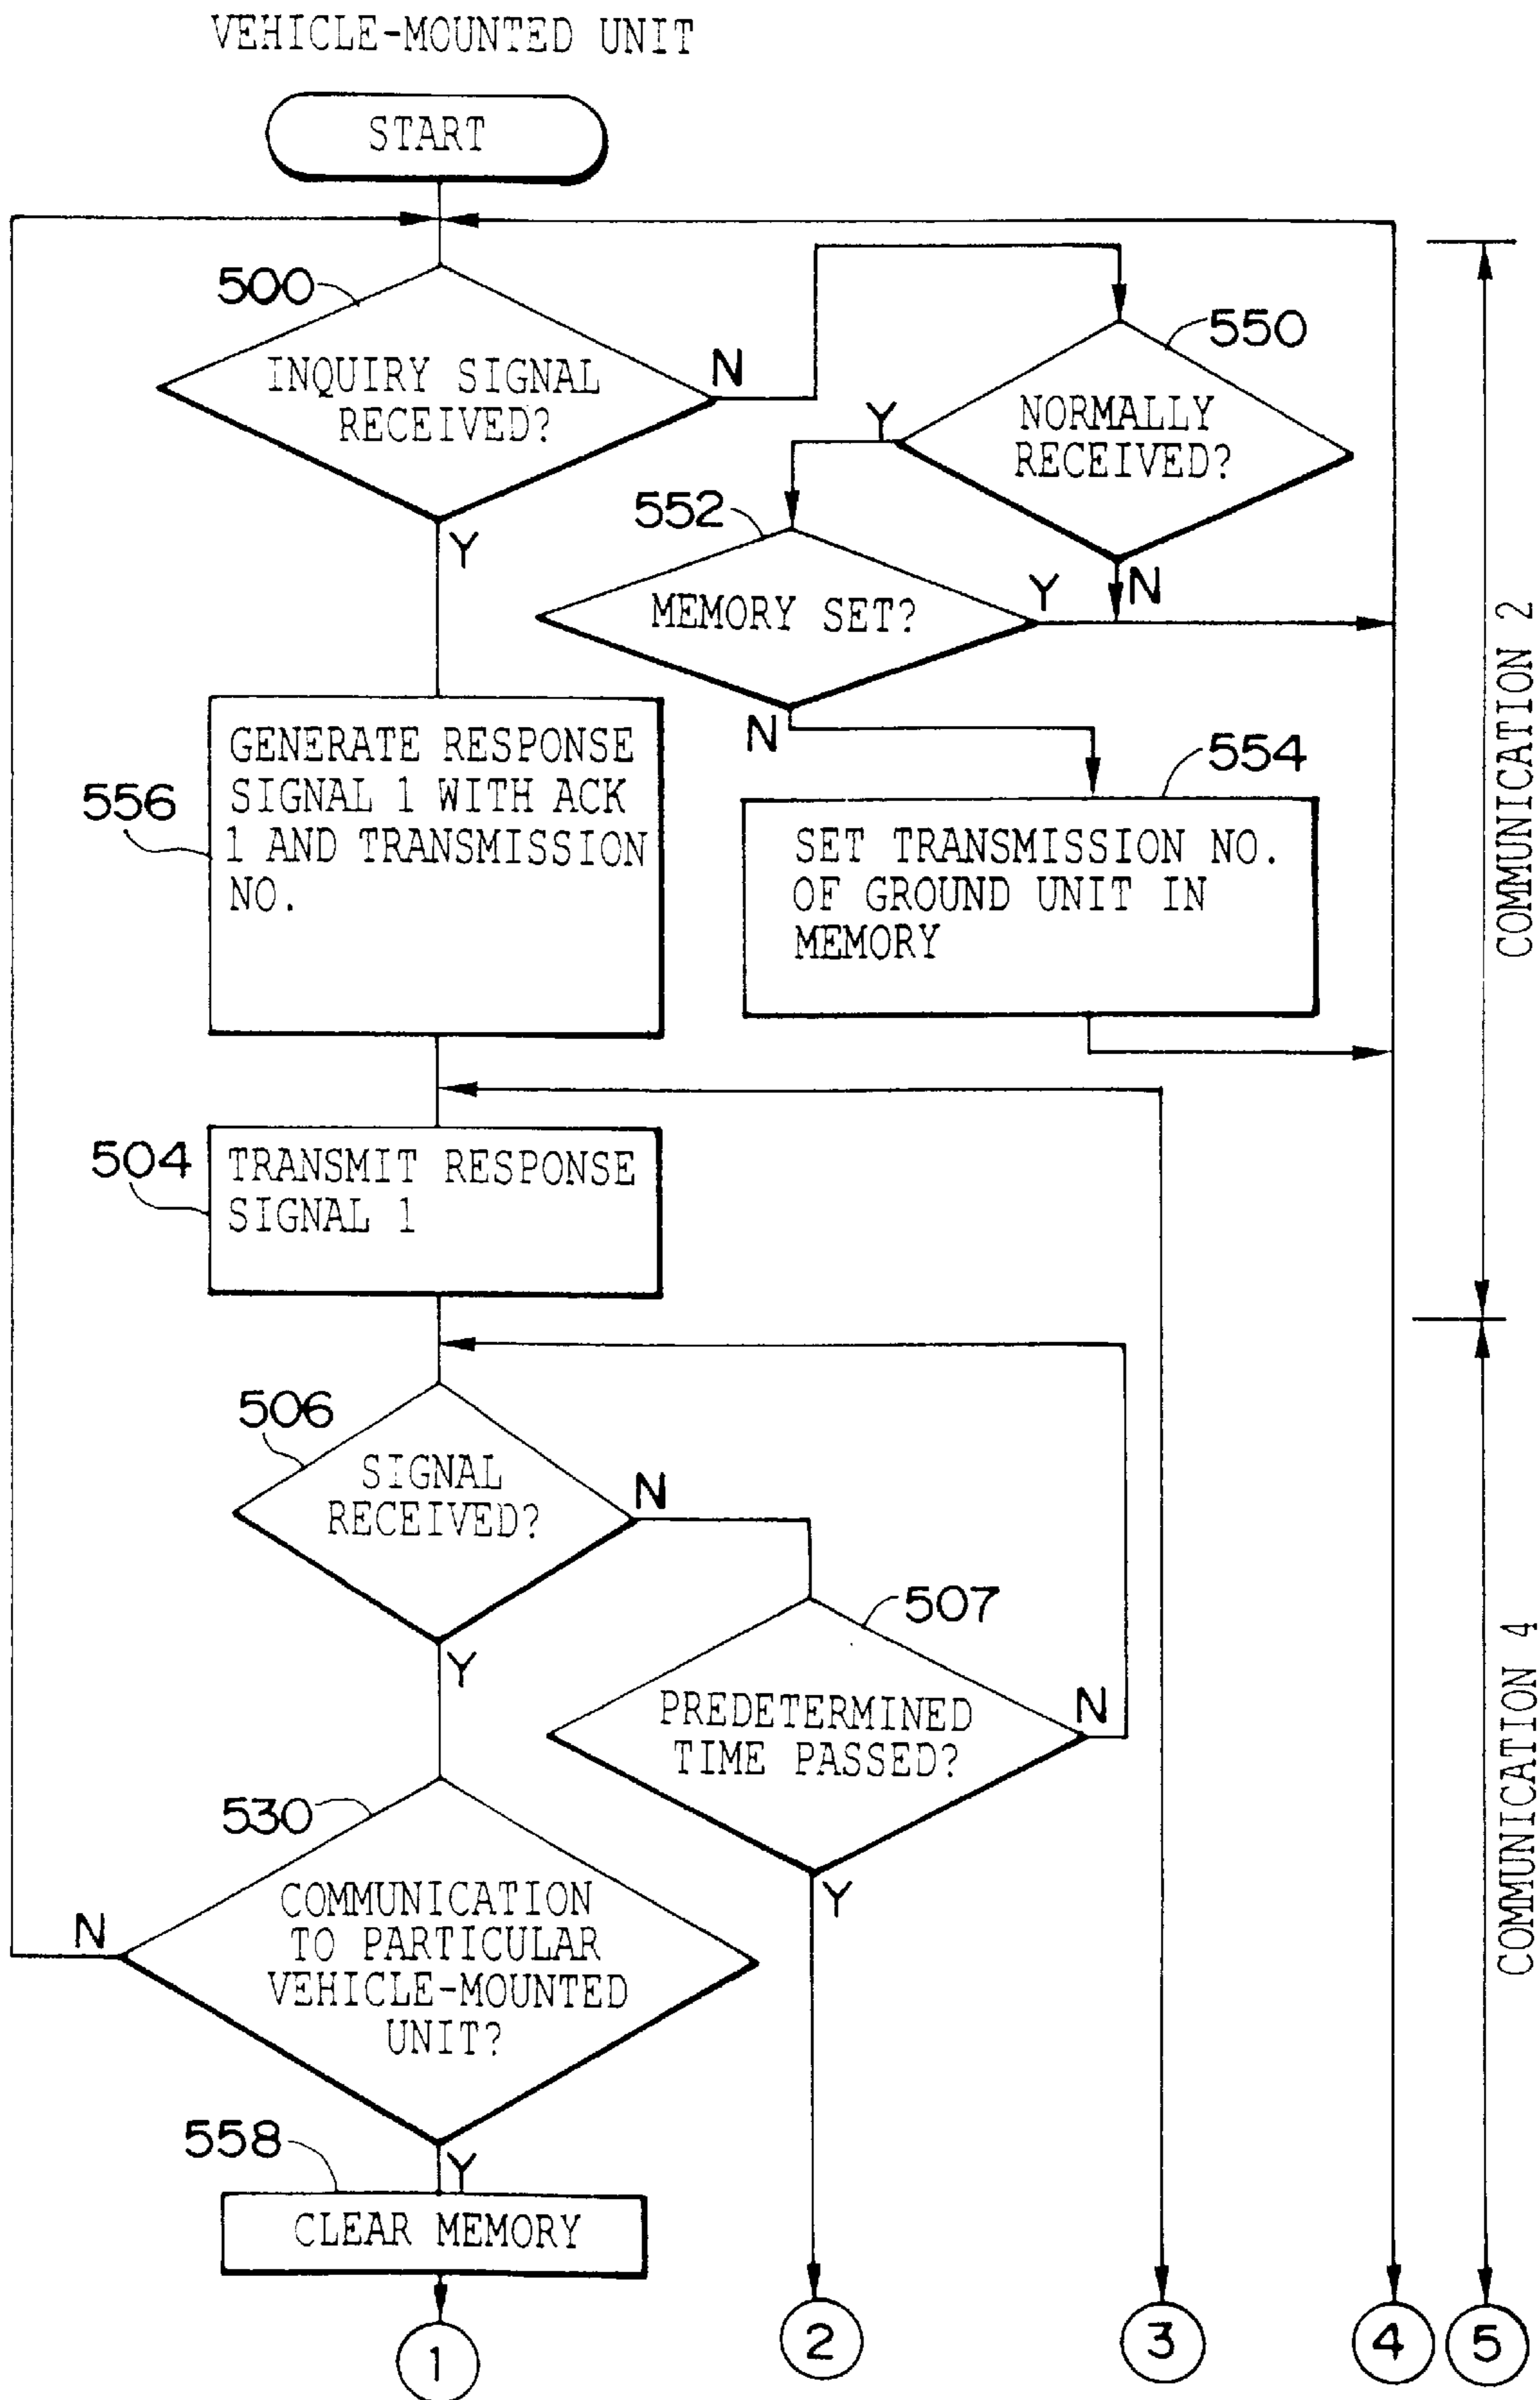 VEHICLE-MOUNTED UNIT
START
500
INQUIRY SIGNAL
RECEIVED?
N
Y
550
NORMALLY
RECEIVED?
Y
N
552
MEMORY SET?
Y
N
554
SET TRANSMISSION NO.
OF GROUND UNIT IN
MEMORY
556
GENERATE RESPONSE
SIGNAL 1 WITH ACK
1 AND TRANSMISSION
NO.
COMMUNICATION 2
504
TRANSMIT RESPONSE
SIGNAL 1
506
SIGNAL
RECEIVED?
N
Y
507
PREDETERMINED
TIME PASSED?
N
Y
530
COMMUNICATION
TO PARTICULAR
VEHICLE-MOUNTED
UNIT?
N
Y
COMMUNICATION 4
558
CLEAR MEMORY
1
2
3
4
5